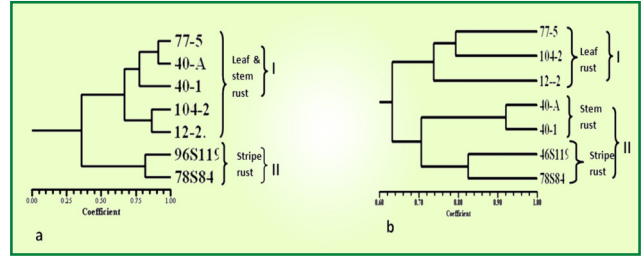 77-5
40-A
40-1
104-2
12-2.
96S119
78S84
Leaf &
stem
rust
I
Stripe
rust
II
0.00 0.25 0.50 0.75 1.00
Coefficient
a
77-5
104-2
12--2
40-A
40-1
46S119
78S84
Leaf
rust
I
Stem
rust
Stripe
rust
II
0.60 0.70 0.80 0.90 1.00
Coefficient
b